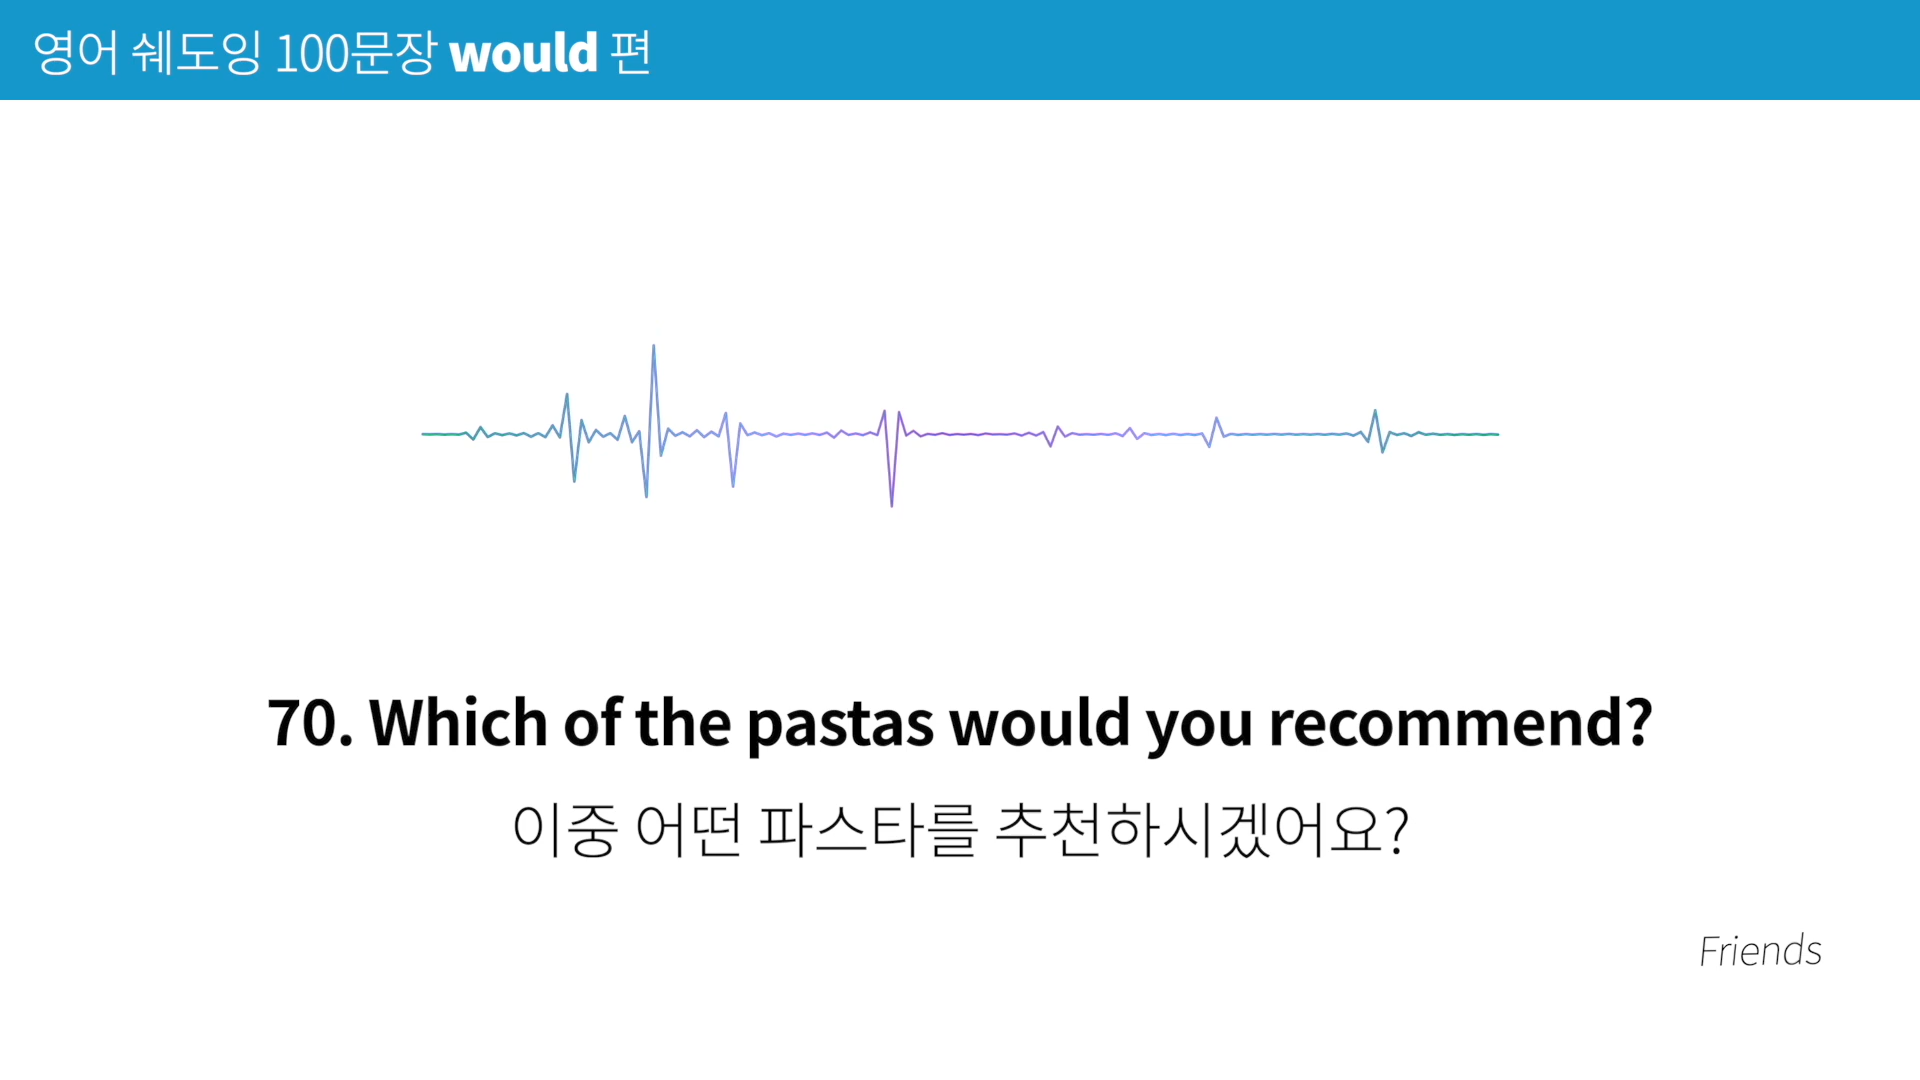 영어 쉐도잉 100문장 would 편
70. Which of the pastas would you recommend?
이중 어떤 파스타를 추천하시겠어요?
Friends